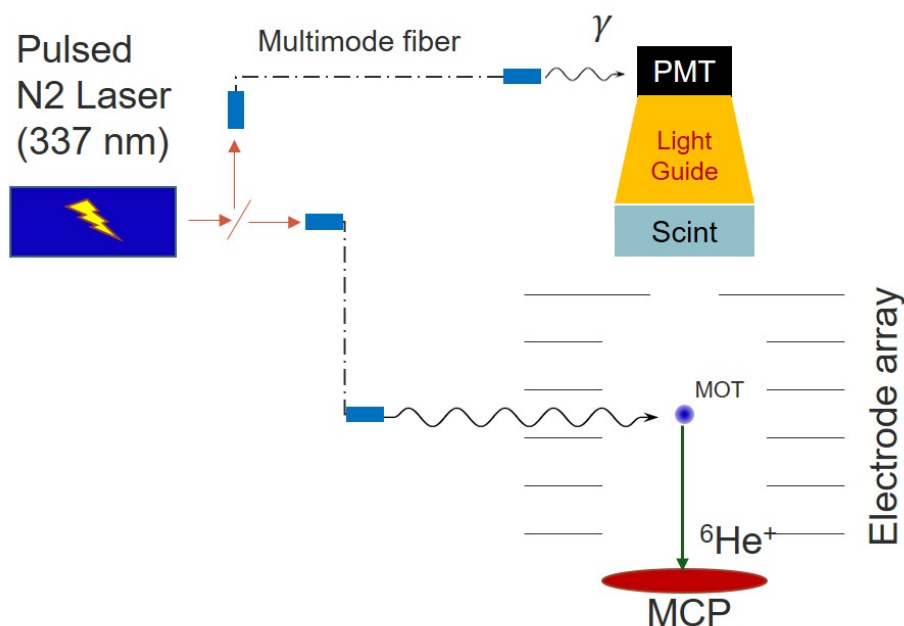 Pulsed
N2 Laser
(337 nm)
Multimode fiber
γ
PMT
Light
Guide
Scint
Electrode array
MOT
⁶He⁺
MCP